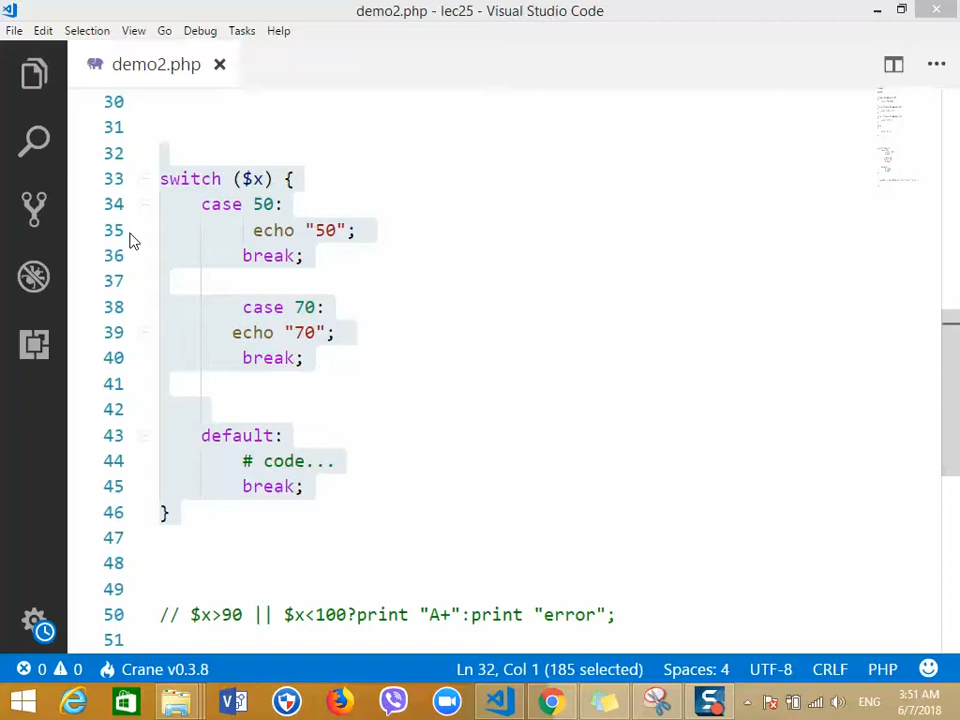 demo2.php - lec25 - Visual Studio Code
File Edit Selection View Go Debug Tasks Help
demo2.php
30
31
32
33 switch ($x) {
34 case 50:
35 echo "50";
36 break;
37
38 case 70:
39 echo "70";
40 break;
41
42
43 default:
44 # code...
45 break;
46 }
47
48
49
50 // $x>90 || $x<100?print "A+":print "error";
51
0 0 Crane v0.3.8 Ln 32, Col 1 (185 selected) Spaces: 4 UTF-8 CRLF PHP
ENG 3:51 AM
6/7/2018